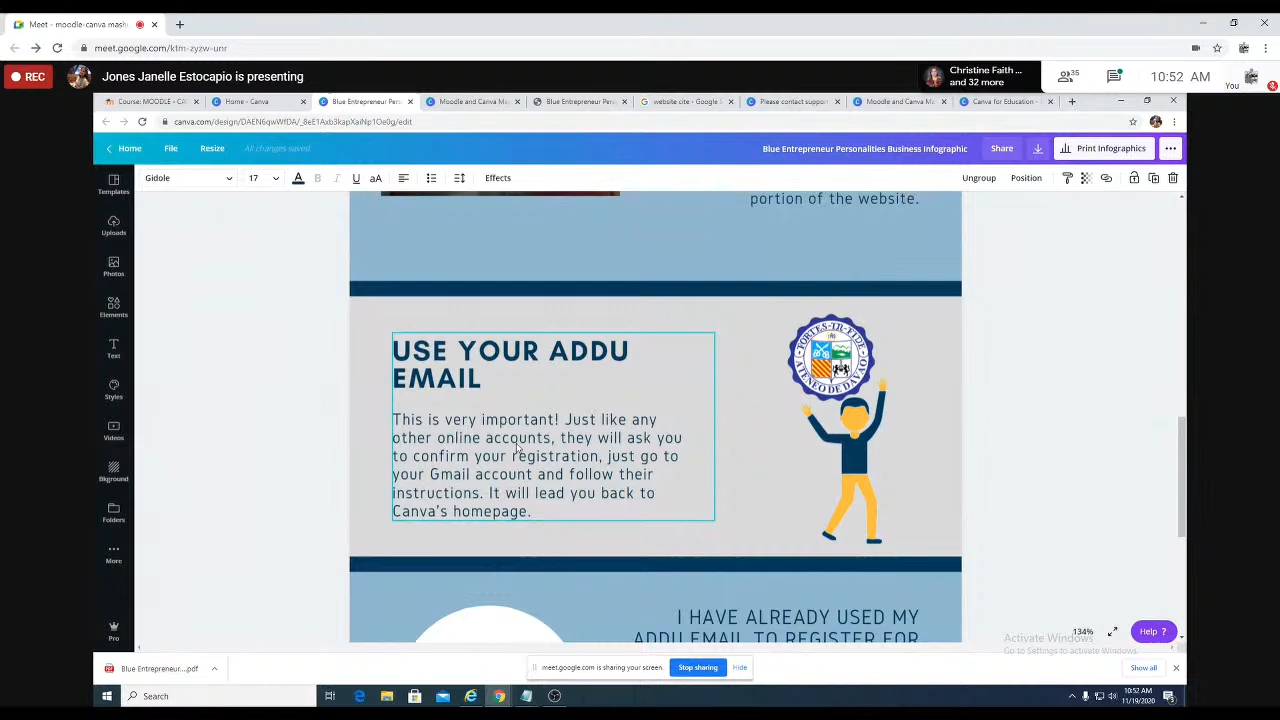 Meet - moodle-canva mash
meet.google.com/ktm-zyzw-unr
REC
Jones Janelle Estocapio is presenting
Christine Faith ...
and 32 more
35
10:52 AM
You
Course: MOODLE - CA
Home - Canva
Blue Entrepreneur Pers
Moodle and Canva Ma
Blue Entrepreneur Pers
website cite - Google S
Please contact support
Moodle and Canva Ma
Canva for Education -
canva.com/design/DAEN6qwWfDA/_8eE1Axb3kapXaiNp1Oe0g/edit
Home
File
Resize
All changes saved
Blue Entrepreneur Personalities Business Infographic
Share
Print Infographics
Gidole
17
B
I
U
aA
Effects
Ungroup
Position
Templates
Uploads
Photos
Elements
Text
Styles
Videos
Bkground
Folders
More
Pro
portion of the website.
USE YOUR ADDU
EMAIL
This is very important! Just like any
other online accounts, they will ask you
to confirm your registration, just go to
your Gmail account and follow their
instructions. It will lead you back to
Canva's homepage.
FORTES IN FIDE
ATENEO DE DAVAO
I HAVE ALREADY USED MY
ADDU EMAIL TO REGISTER FOR
134%
Help ?
Activate Windows
Go to Settings to activate Windows.
Blue Entrepreneur....pdf
meet.google.com is sharing your screen.
Stop sharing
Hide
Show all
Search
10:52 AM
11/19/2020
3